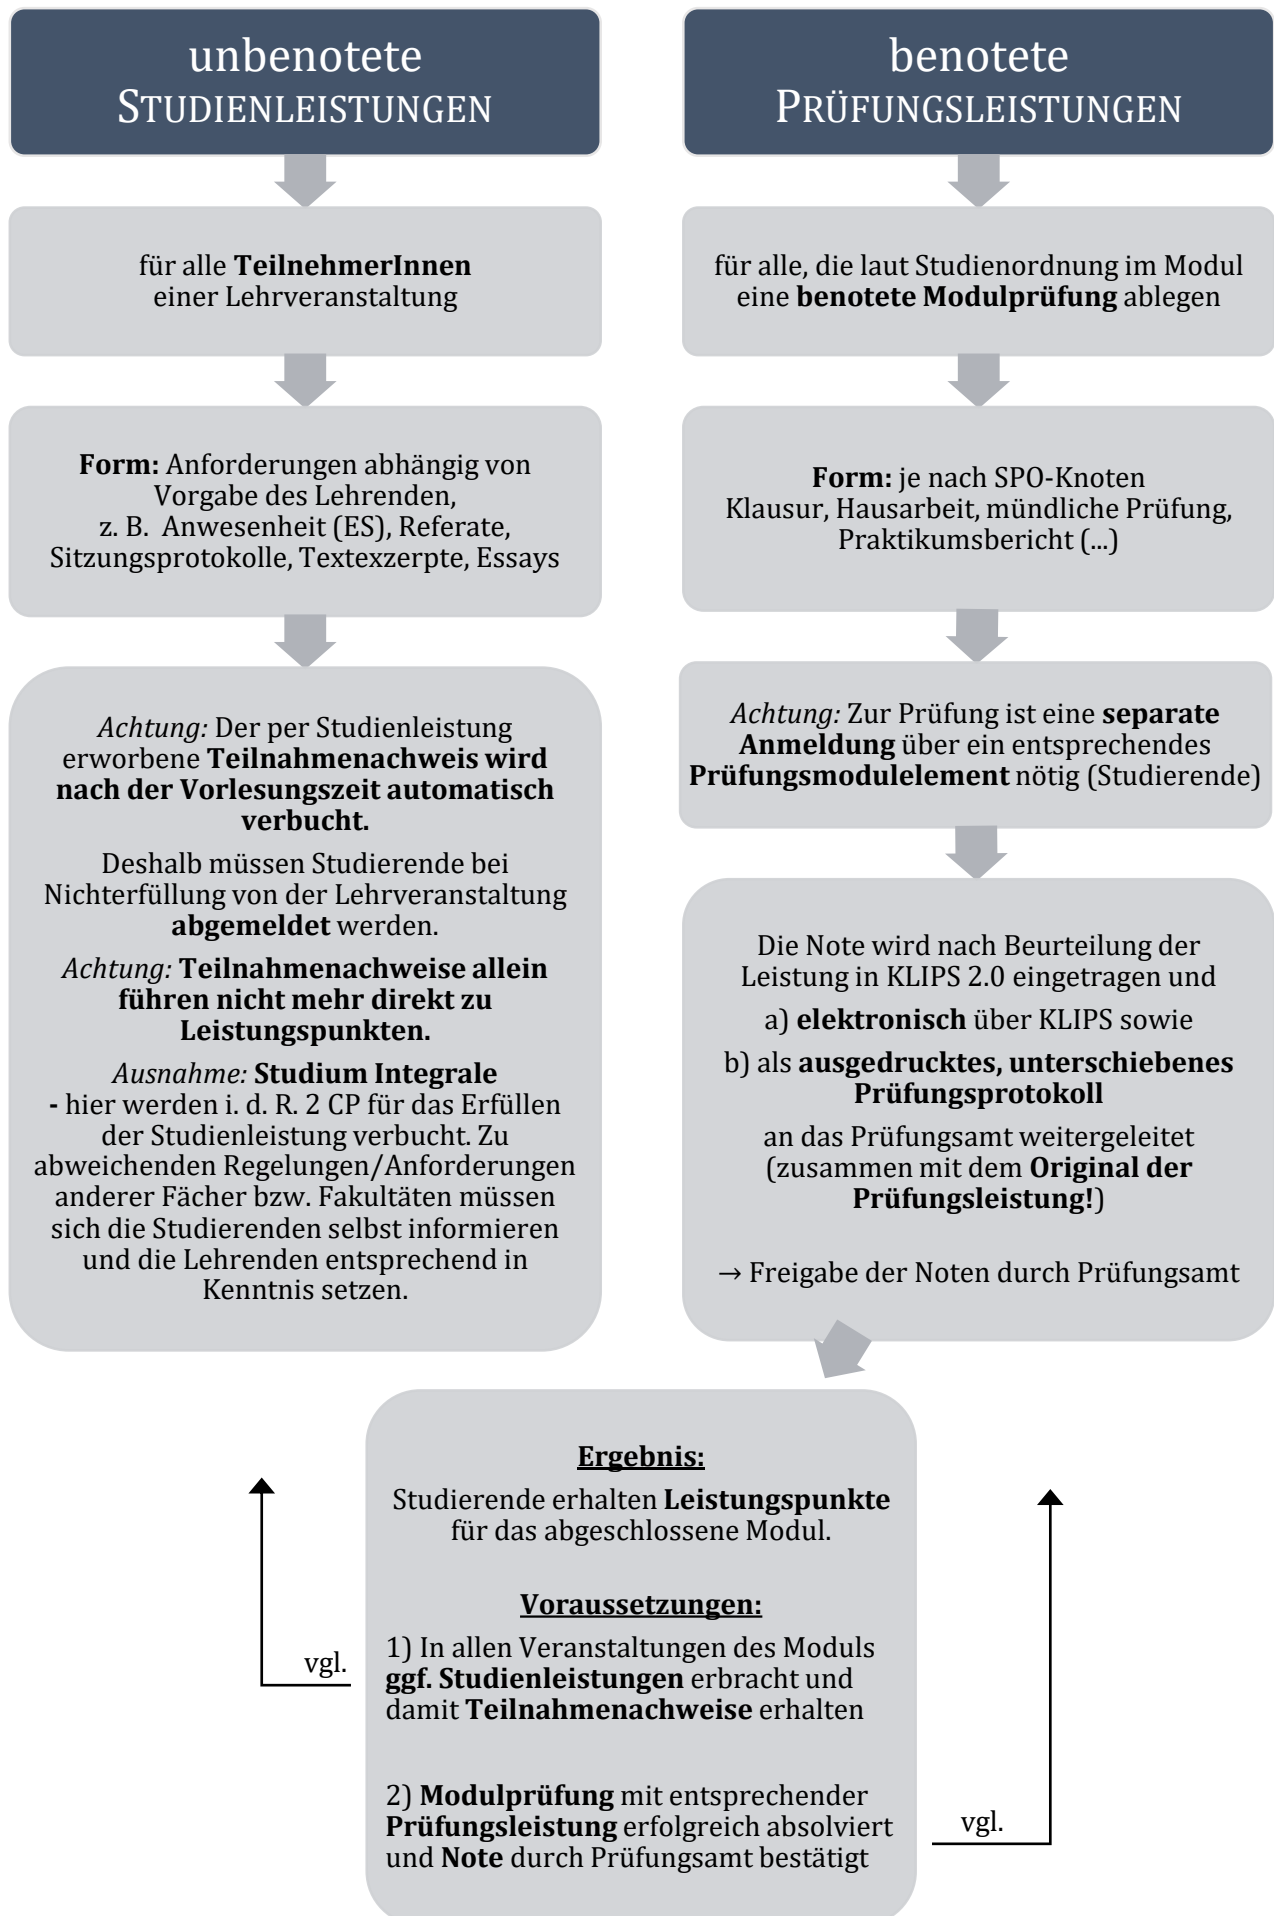 unbenotete
STUDIENLEISTUNGEN
für alle TeilnehmerInnen
einer Lehrveranstaltung
Form: Anforderungen abhängig von
Vorgabe des Lehrenden,
z. B. Anwesenheit (ES), Referate,
Sitzungsprotokolle, Textexzerpte, Essays
Achtung: Der per Studienleistung
erworbene Teilnahmenachweis wird
nach der Vorlesungszeit automatisch
verbucht.
Deshalb müssen Studierende bei
Nichterfüllung von der Lehrveranstaltung
abgemeldet werden.
Achtung: Teilnahmenachweise allein
führen nicht mehr direkt zu
Leistungspunkten.
Ausnahme: Studium Integrale
- hier werden i. d. R. 2 CP für das Erfüllen
der Studienleistung verbucht. Zu
abweichenden Regelungen/Anforderungen
anderer Fächer bzw. Fakultäten müssen
sich die Studierenden selbst informieren
und die Lehrenden entsprechend in
Kenntnis setzen.
benotete
PRÜFUNGSLEISTUNGEN
für alle, die laut Studienordnung im Modul
eine benotete Modulprüfung ablegen
Form: je nach SPO-Knoten
Klausur, Hausarbeit, mündliche Prüfung,
Praktikumsbericht (...)
Achtung: Zur Prüfung ist eine separate
Anmeldung über ein entsprechendes
Prüfungsmodulelement nötig (Studierende)
Die Note wird nach Beurteilung der
Leistung in KLIPS 2.0 eingetragen und
a) elektronisch über KLIPS sowie
b) als ausgedrucktes, unterschiebenes
Prüfungsprotokoll
an das Prüfungsamt weitergeleitet
(zusammen mit dem Original der
Prüfungsleistung!)
→ Freigabe der Noten durch Prüfungsamt
Ergebnis:
Studierende erhalten Leistungspunkte
für das abgeschlossene Modul.
Voraussetzungen:
1) In allen Veranstaltungen des Moduls
ggf. Studienleistungen erbracht und
damit Teilnahmenachweise erhalten
vgl.
2) Modulprüfung mit entsprechender
Prüfungsleistung erfolgreich absolviert
und Note durch Prüfungsamt bestätigt
vgl.